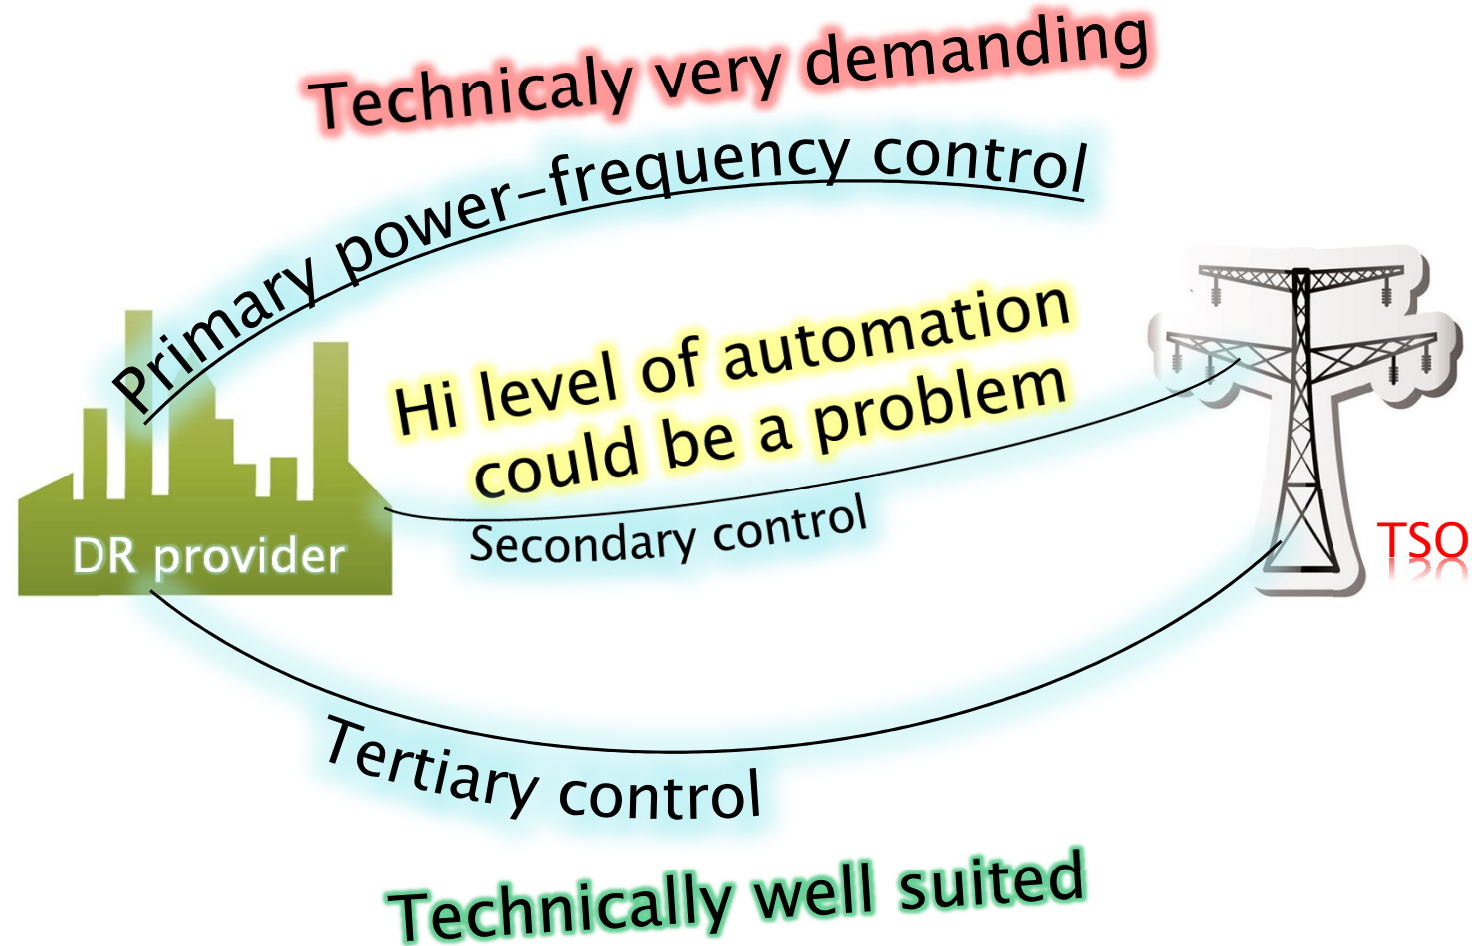 Technicaly very demanding
Primary power-frequency control
Hi level of automation
could be a problem
Secondary control
DR provider
TSO
Tertiary control
Technically well suited